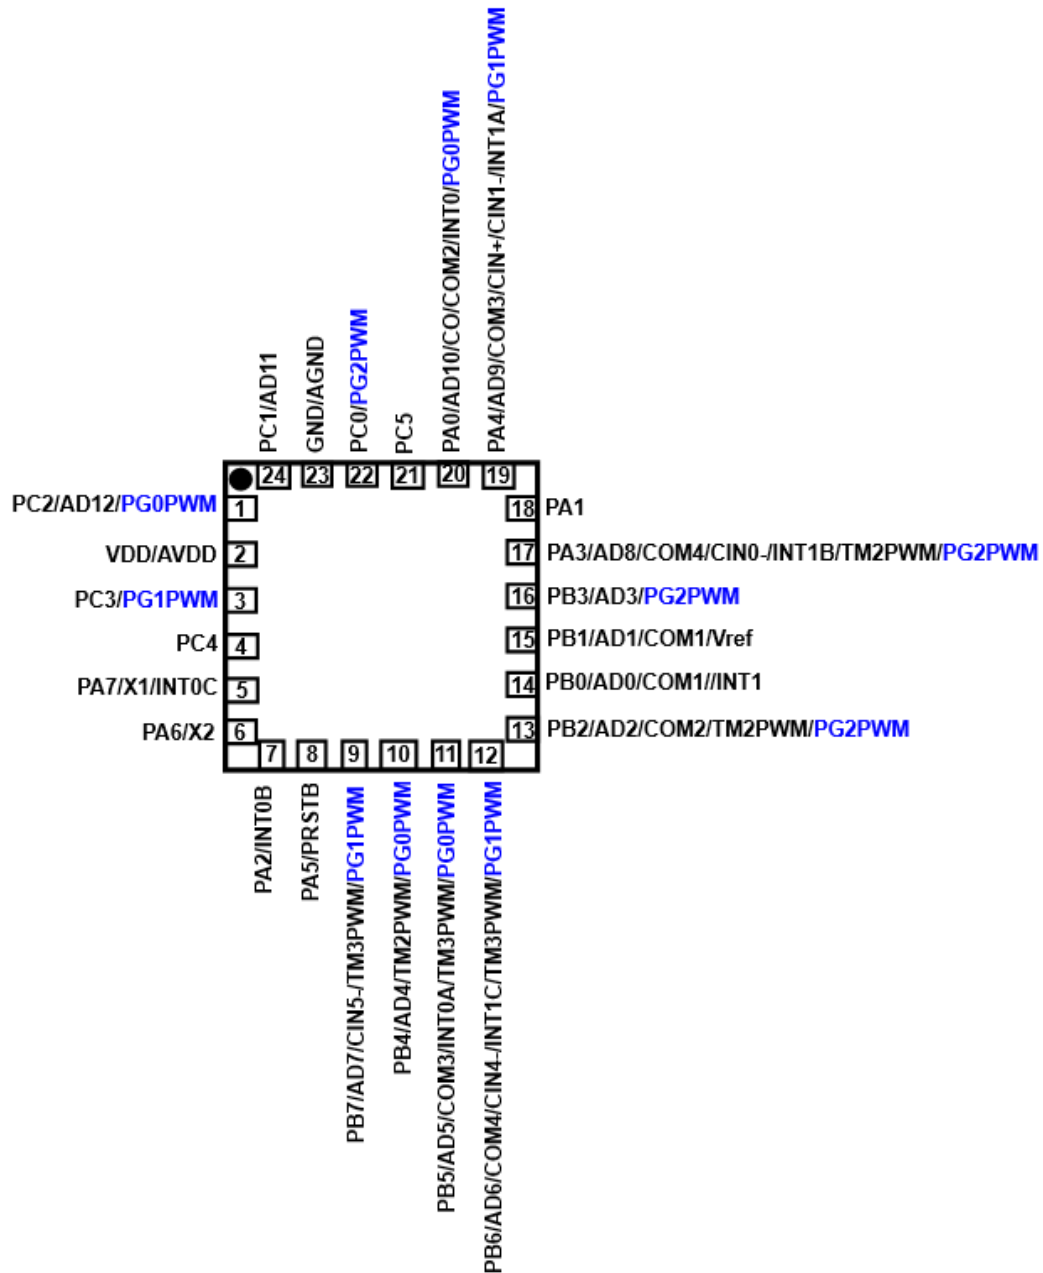 PC1/AD11
GND/AGND
PC0/PG2PWM
PC5
PA0/AD10/CO/COM2/INT0/PG0PWM
PA4/AD9/COM3/CIN+/CIN1-/INT1A/PG1PWM
24
23
22
21
20
19
PC2/AD12/PG0PWM
1
VDD/AVDD
2
PC3/PG1PWM
3
PC4
4
PA7/X1/INT0C
5
PA6/X2
6
18 PA1
17 PA3/AD8/COM4/CIN0-/INT1B/TM2PWM/PG2PWM
16 PB3/AD3/PG2PWM
15 PB1/AD1/COM1/Vref
14 PB0/AD0/COM1//INT1
13 PB2/AD2/COM2/TM2PWM/PG2PWM
7
8
9
10
11
12
PA2/INT0B
PA5/PRSTB
PB7/AD7/CIN5-/TM3PWM/PG1PWM
PB4/AD4/TM2PWM/PG0PWM
PB5/AD5/COM3/INT0A/TM3PWM/PG0PWM
PB6/AD6/COM4/CIN4-/INT1C/TM3PWM/PG1PWM